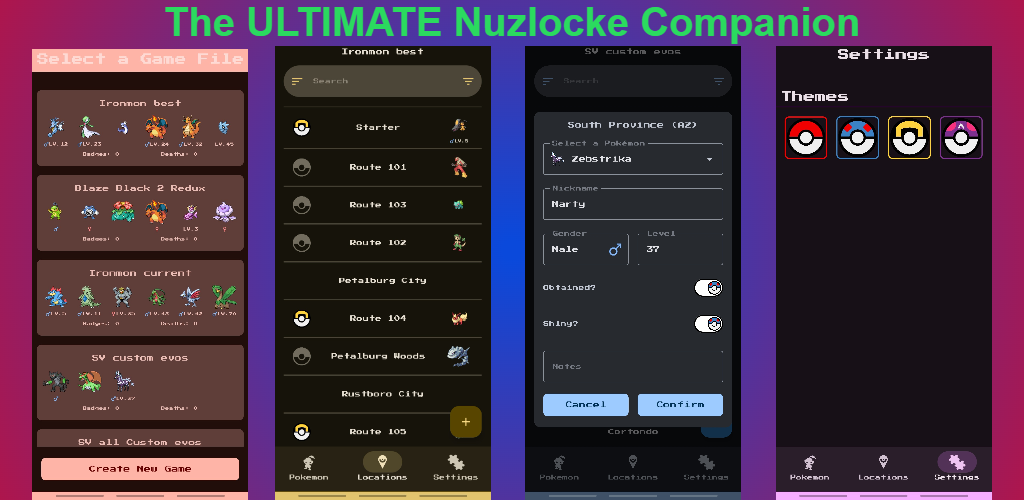 The ULTIMATE Nuzlocke Companion
Select a Game File
Ironmon best
♂Lv.12 ♂Lv.23 ♂Lv.24 ♂Lv.32 Lv.45
Badges: 0 Deaths: 0
Blaze Black 2 Redux
♂ ♀ ♀ Lv.3 ♀
Badges: 0 Deaths: 0
Ironmon current
Badges: 0 Deaths: 0
SV custom evos
♂ ♂Lv.37
Badges: 0 Deaths: 0
SV all Custom evos
Create New Game
Ironmon best
Search
Starter
♂Lv.5
Route 101
Route 103
Route 102
Petalburg City
Route 104
Petalburg Woods
Rustboro City
Route 105
+
Pokemon Locations Settings
SV custom evos
Search
South Province (AZ)
Select a Pokémon
Zebstrika
Nickname
Marty
Gender Level
Male ♂ 37
Obtained?
Shiny?
Notes
Cancel Confirm
Cortondo
Pokemon Locations Settings
Settings
Themes
Pokemon Locations Settings